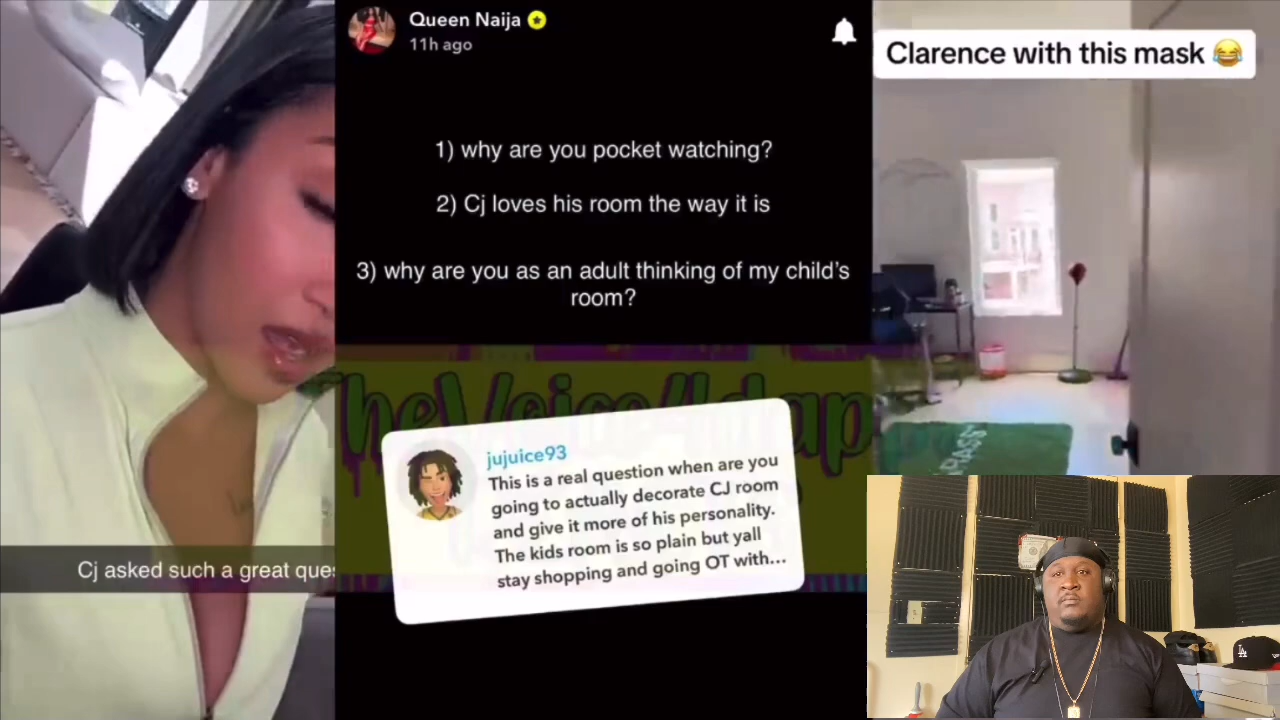 Queen Naija
11h ago
1) why are you pocket watching?
2) Cj loves his room the way it is
3) why are you as an adult thinking of my child's
room?
jujuice93
This is a real question when are you
going to actually decorate CJ room
and give it more of his personality.
The kids room is so plain but yall
stay shopping and going OT with...
Cj asked such a great que
Clarence with this mask 😂
LA